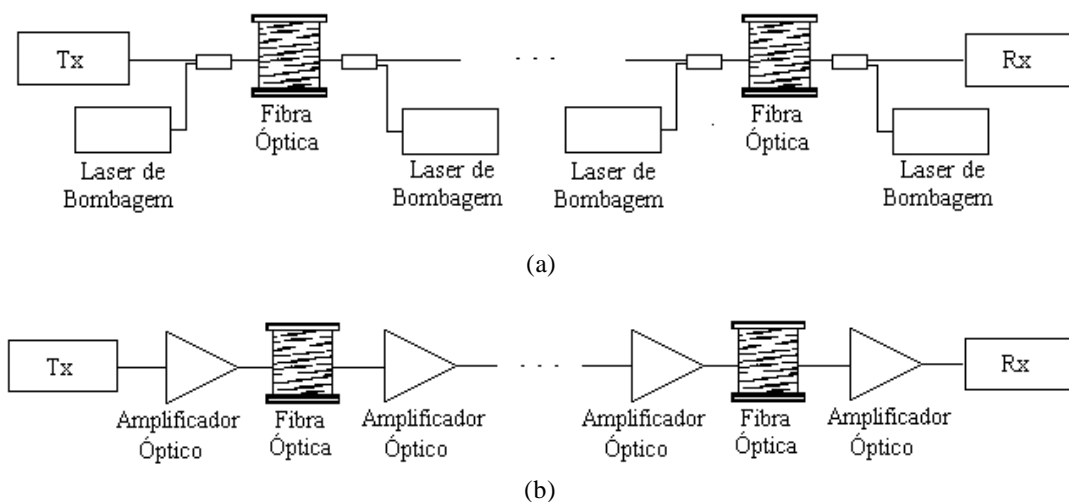 Tx
Rx
Fibra
Óptica
Fibra
Óptica
Laser de
Bombagem
Laser de
Bombagem
Laser de
Bombagem
Laser de
Bombagem
(a)
Tx
Rx
Amplificador
Óptico
Fibra
Óptica
Amplificador
Óptico
Amplificador
Óptico
Fibra
Óptica
Amplificador
Óptico
(b)